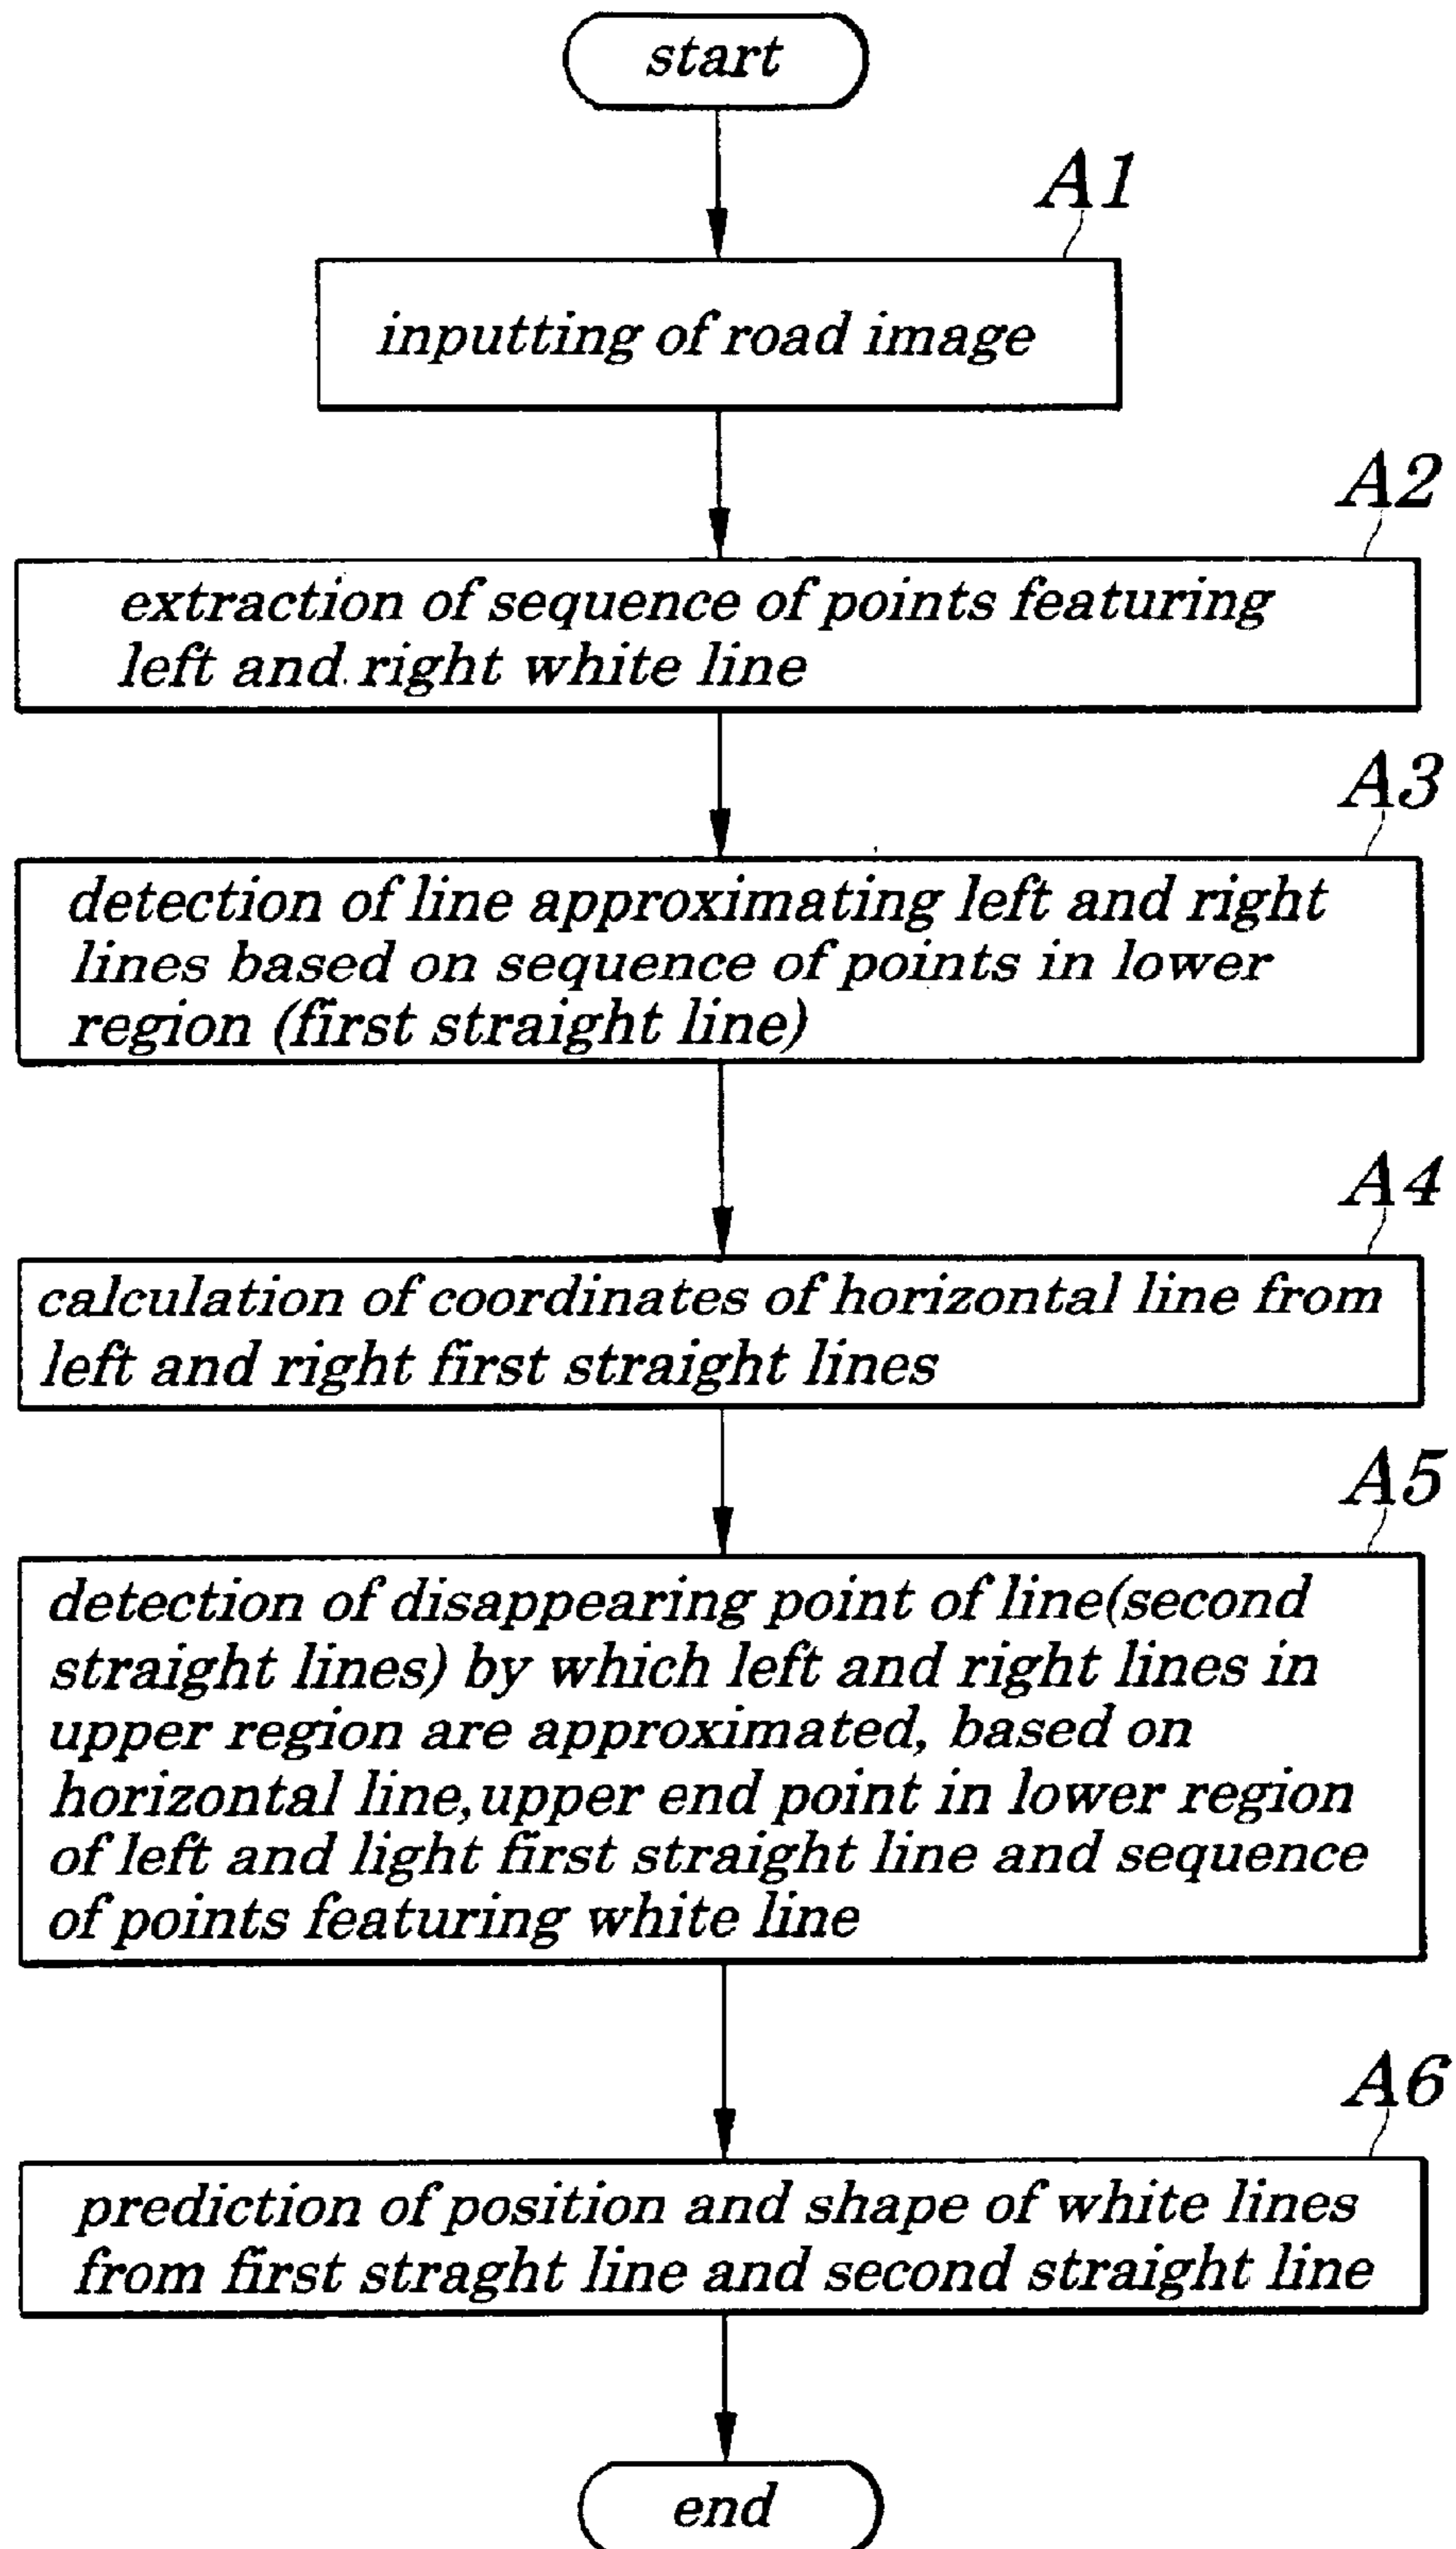 start
A1
inputting of road image
A2
extraction of sequence of points featuring
left and right white line
A3
detection of line approximating left and right
lines based on sequence of points in lower
region (first straight line)
A4
calculation of coordinates of horizontal line from
left and right first straight lines
A5
detection of disappearing point of line(second
straight lines) by which left and right lines in
upper region are approximated, based on
horizontal line, upper end point in lower region
of left and light first straight line and sequence
of points featuring white line
A6
prediction of position and shape of white lines
from first straght line and second straight line
end